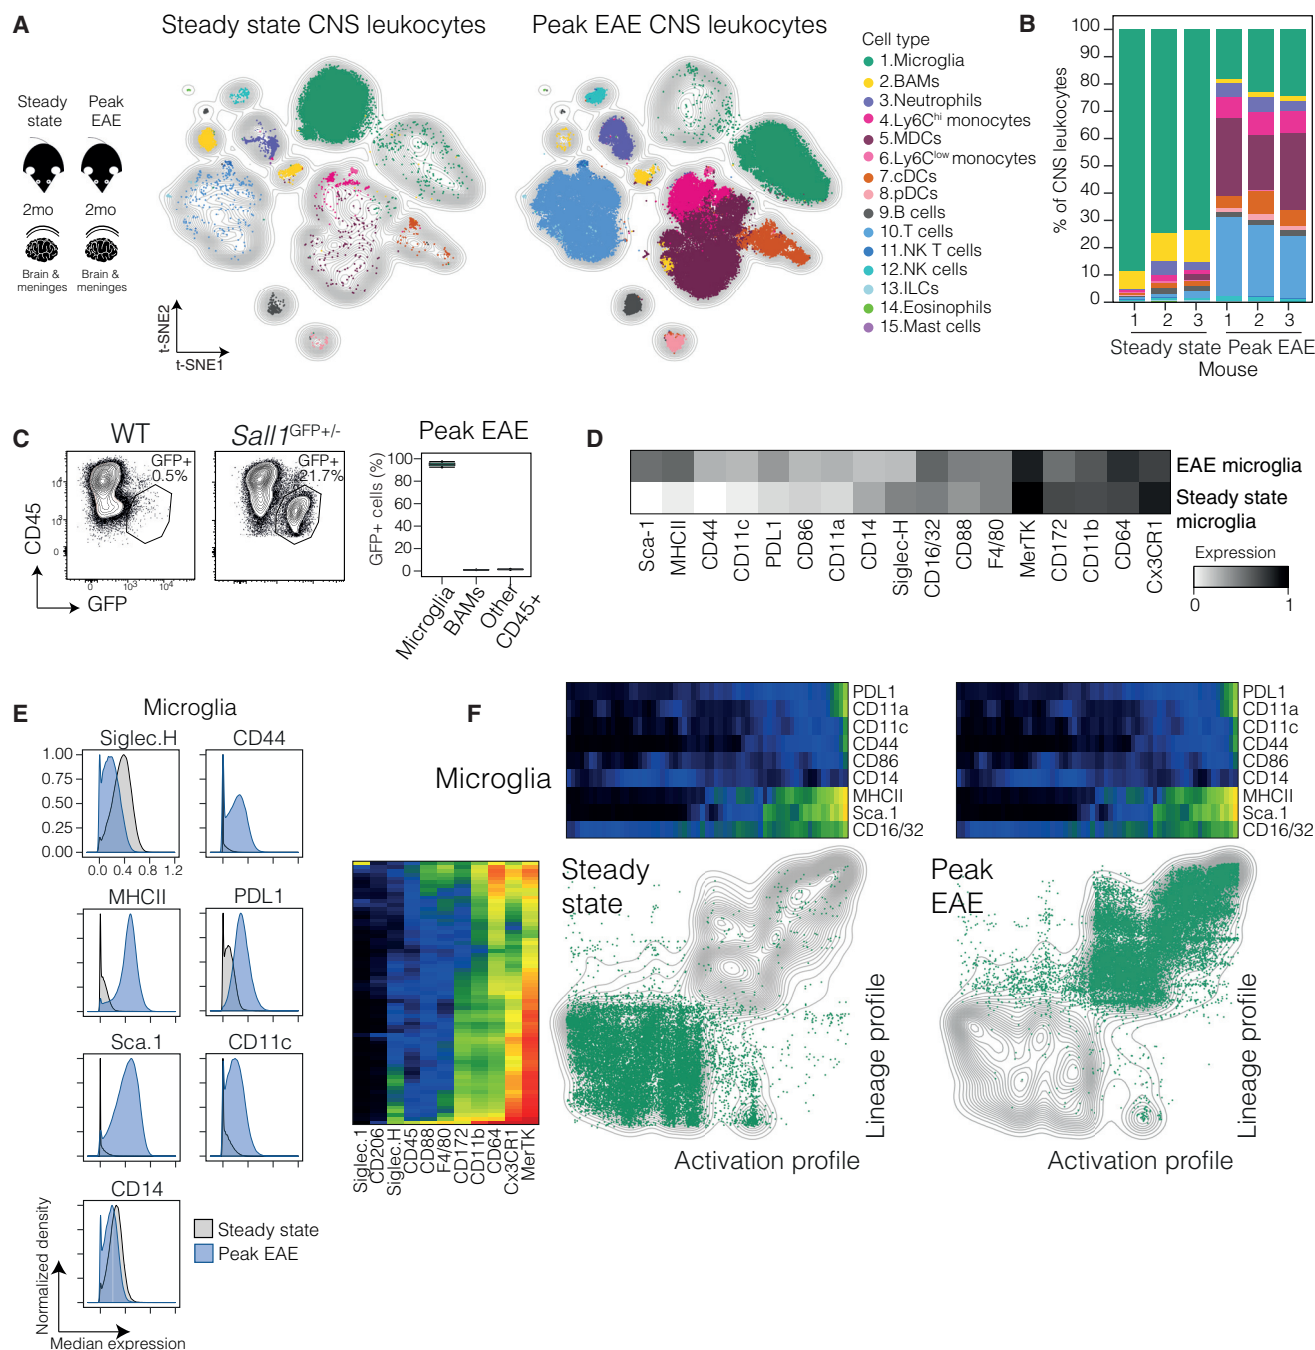 A
Steady state CNS leukocytes
Peak EAE CNS leukocytes
Steady state
Peak EAE
2mo
2mo
Brain & meninges
Brain & meninges
t-SNE2
t-SNE1
Cell type
1.Microglia
2.BAMs
3.Neutrophils
4.Ly6Chi monocytes
5.MDCs
6.Ly6Clow monocytes
7.cDCs
8.pDCs
9.B cells
10.T cells
11.NK T cells
12.NK cells
13.ILCs
14.Eosinophils
15.Mast cells
B
% of CNS leukocytes
100
90
80
70
60
50
40
30
20
10
0
1 2 3 1 2 3
Steady state Peak EAE
Mouse
C
WT
Sall1GFP+/-
GFP+
0.5%
GFP+
21.7%
10^4
10^3
0
0 10^3 10^4
CD45
GFP
Peak EAE
GFP+ cells (%)
100
80
60
40
20
0
Microglia
BAMs
Other CD45+
D
EAE microglia
Steady state microglia
Sca-1
MHCII
CD44
CD11c
PDL1
CD86
CD11a
CD14
Siglec-H
CD16/32
CD88
F4/80
MerTK
CD172
CD11b
CD64
Cx3CR1
Expression
0 1
E
Microglia
Siglec.H
CD44
1.00
0.75
0.50
0.25
0.00
0.0 0.4 0.8 1.2
MHCII
PDL1
Sca.1
CD11c
CD14
Steady state
Peak EAE
Normalized density
Median expression
F
Microglia
PDL1
CD11a
CD11c
CD44
CD86
CD14
MHCII
Sca.1
CD16/32
PDL1
CD11a
CD11c
CD44
CD86
CD14
MHCII
Sca.1
CD16/32
Siglec.1
CD206
Siglec.H
CD45
CD88
F4/80
CD172
CD11b
CD64
Cx3CR1
MerTK
Steady state
Peak EAE
Lineage profile
Lineage profile
Activation profile
Activation profile